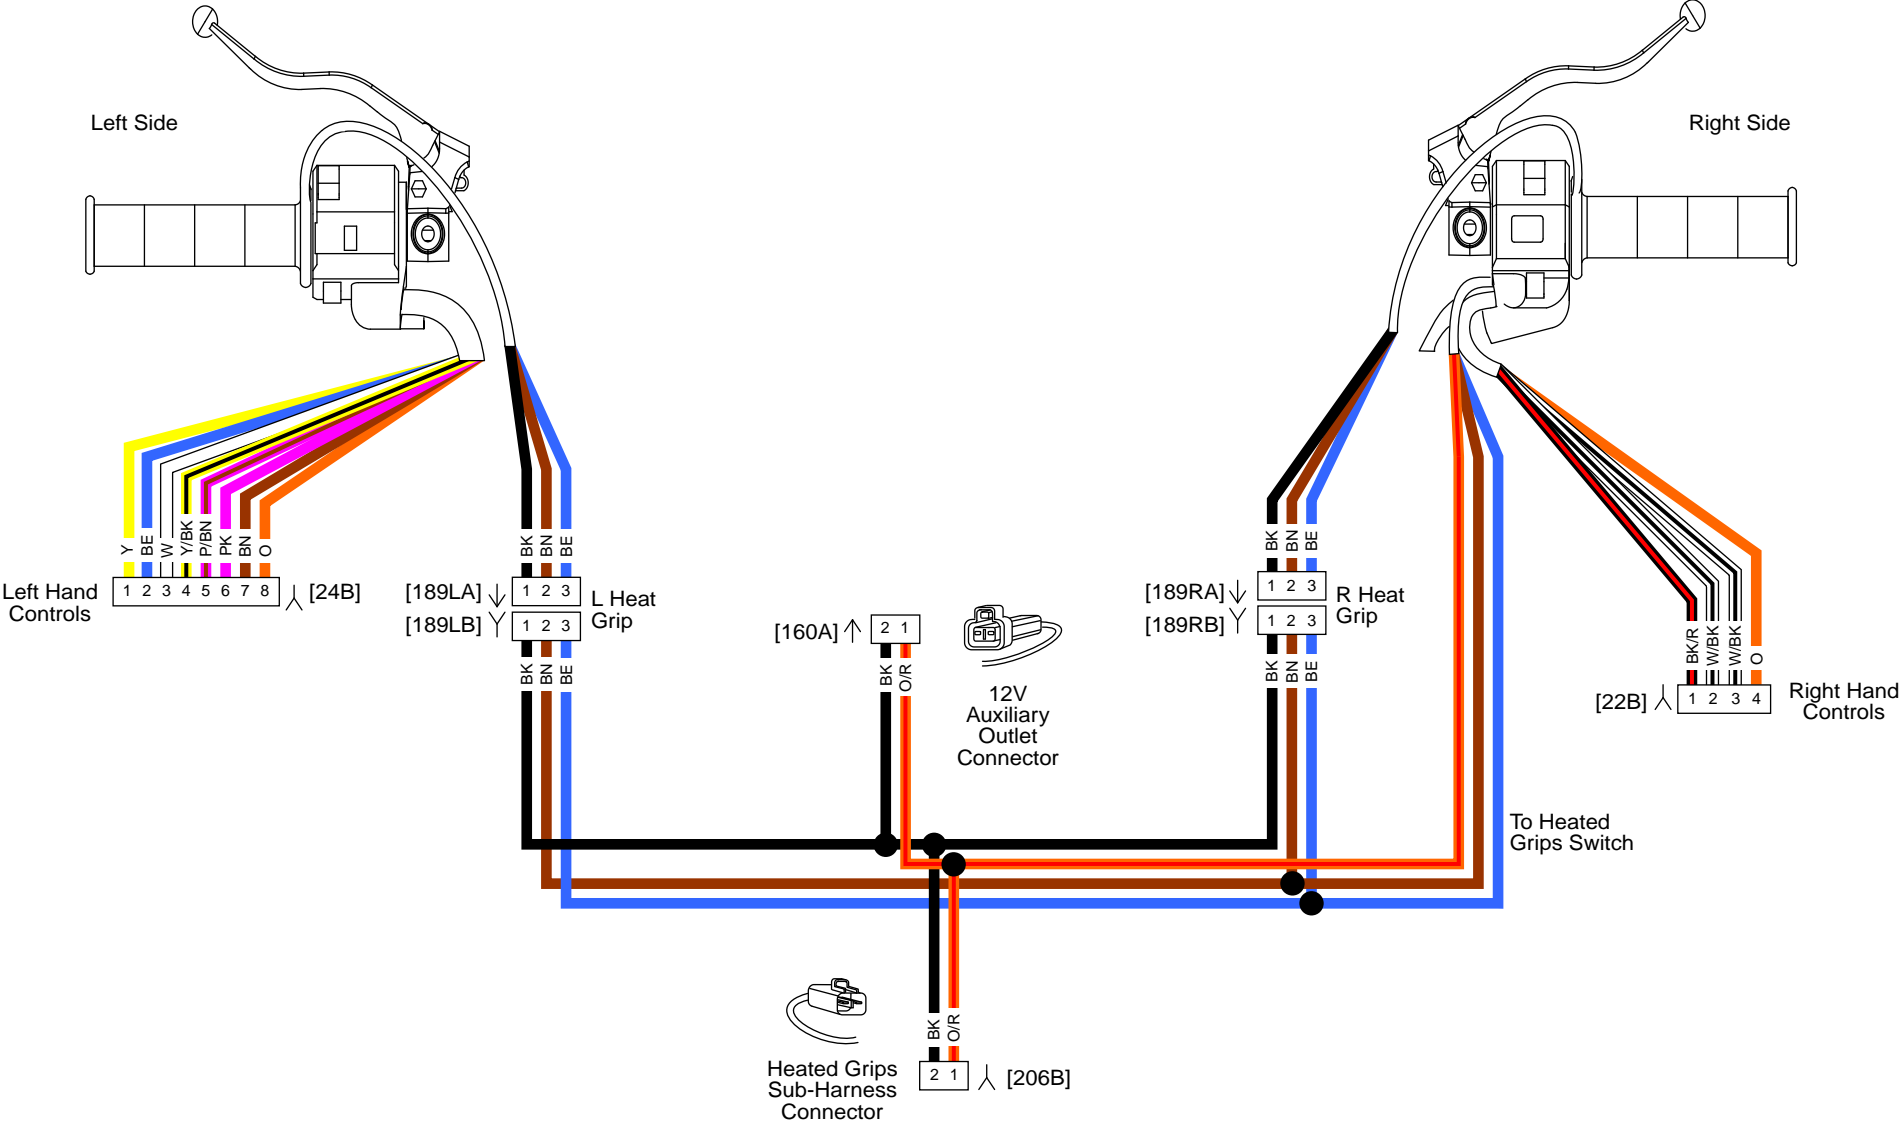 Left Side
Right Side
Y
BE
W
Y/BK
P/BN
PK
BN
O
Left Hand
Controls
1 2 3 4 5 6 7 8
[24B]
BK
BN
BE
[189LA]
1 2 3
L Heat
Grip
[189LB]
1 2 3
BK
BN
BE
[160A]
2 1
BK
O/R
12V
Auxiliary
Outlet
Connector
BK
BN
BE
[189RA]
1 2 3
R Heat
Grip
[189RB]
1 2 3
BK
BN
BE
BK/R
W/BK
W/BK
O
[22B]
1 2 3 4
Right Hand
Controls
To Heated
Grips Switch
BK
O/R
Heated Grips
Sub-Harness
Connector
2 1
[206B]